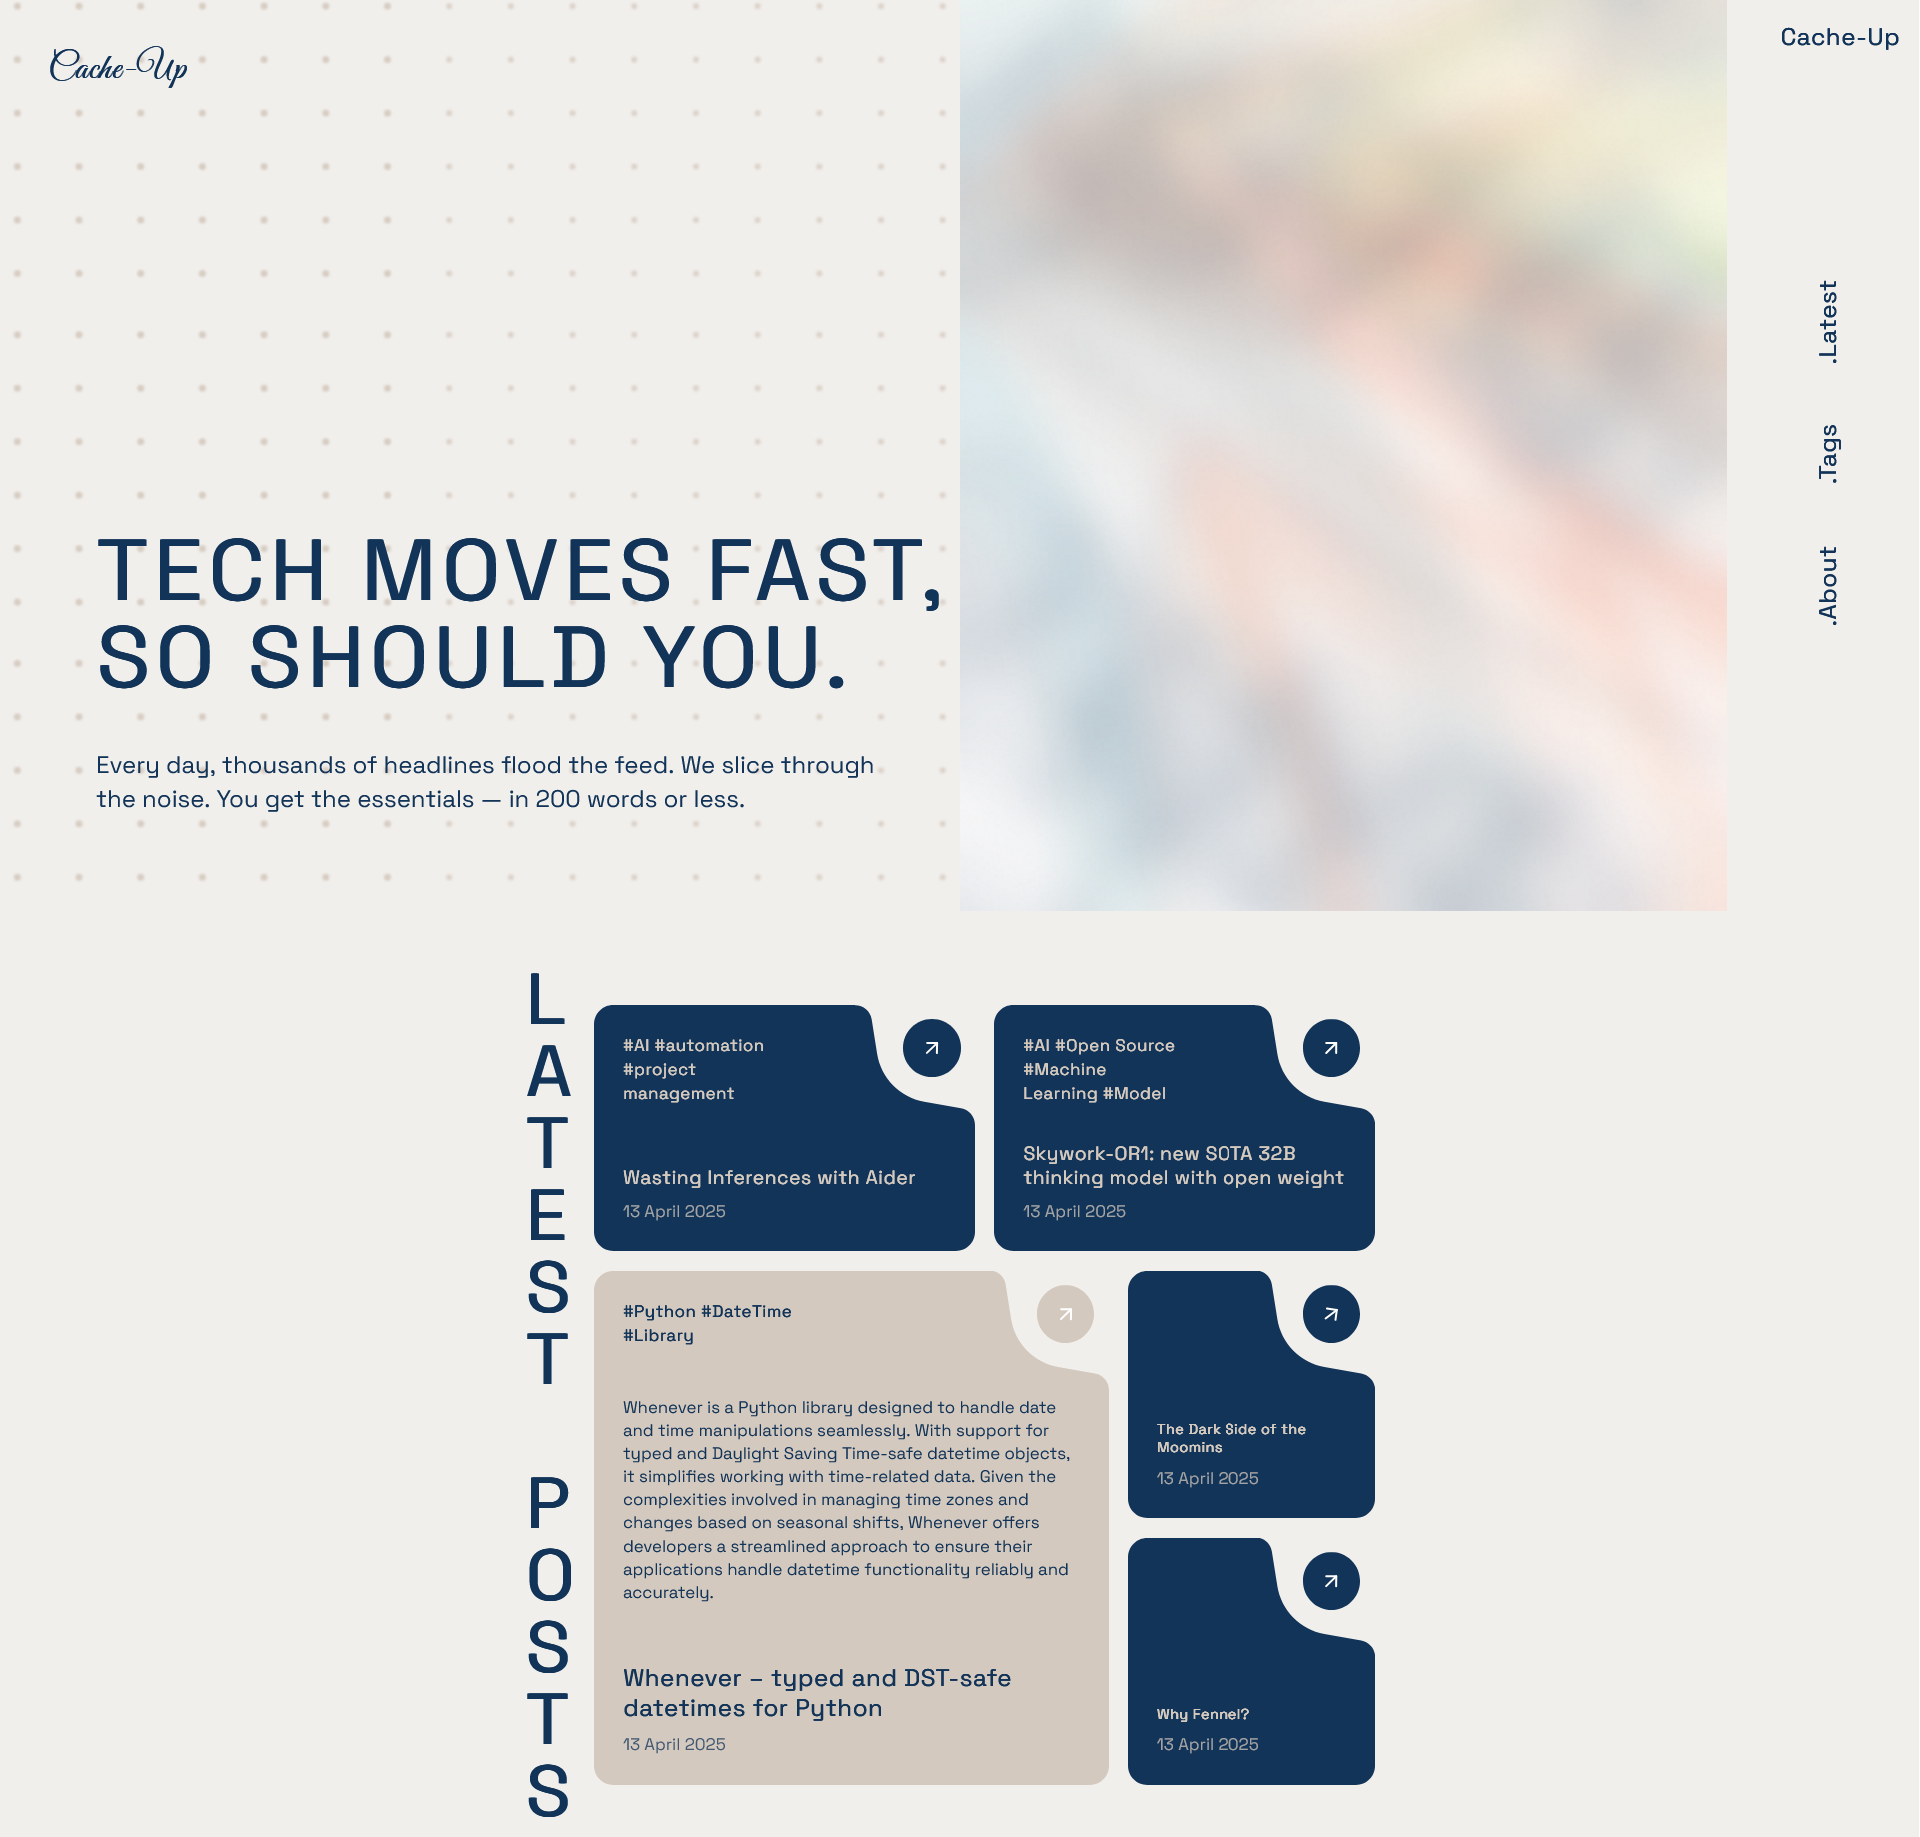 Cache-Up
Cache-Up
.Latest
.Tags
.About
TECH MOVES FAST,
SO SHOULD YOU.
Every day, thousands of headlines flood the feed. We slice through
the noise. You get the essentials — in 200 words or less.
LATEST POSTS
#AI #automation
#project
management
Wasting Inferences with Aider
13 April 2025
#AI #Open Source
#Machine
Learning #Model
Skywork-OR1: new SOTA 32B
thinking model with open weight
13 April 2025
#Python #DateTime
#Library
Whenever is a Python library designed to handle date
and time manipulations seamlessly. With support for
typed and Daylight Saving Time-safe datetime objects,
it simplifies working with time-related data. Given the
complexities involved in managing time zones and
changes based on seasonal shifts, Whenever offers
developers a streamlined approach to ensure their
applications handle datetime functionality reliably and
accurately.
Whenever – typed and DST-safe
datetimes for Python
13 April 2025
The Dark Side of the
Moomins
13 April 2025
Why Fennel?
13 April 2025